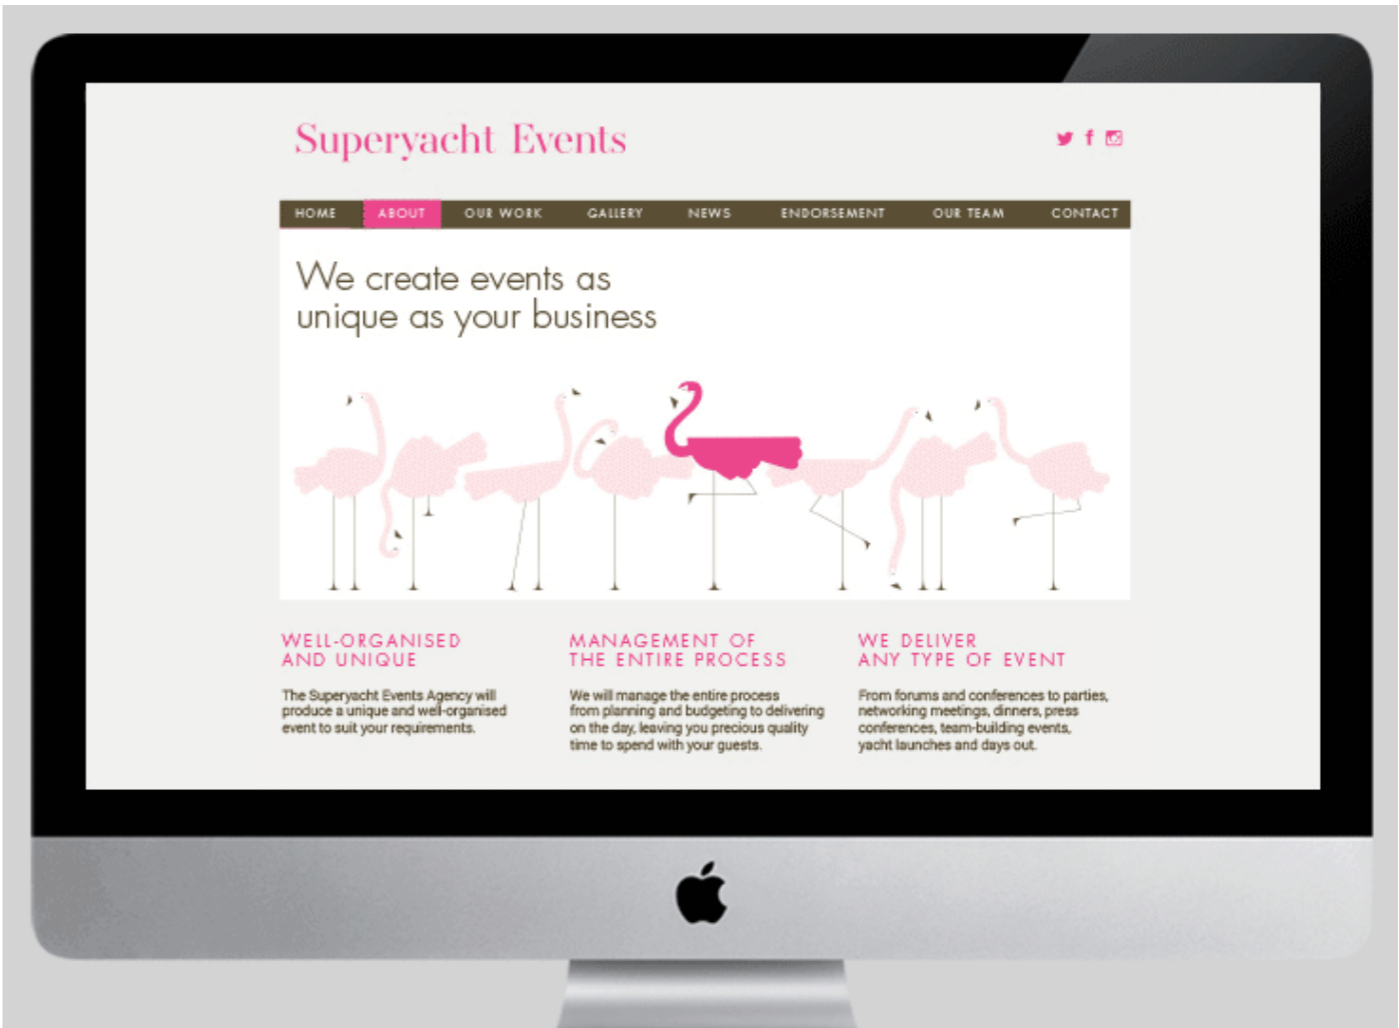 Superyacht Events
HOME ABOUT OUR WORK GALLERY NEWS ENDORSEMENT OUR TEAM CONTACT
We create events as
unique as your business
WELL-ORGANISED
AND UNIQUE
The Superyacht Events Agency will
produce a unique and well-organised
event to suit your requirements.
MANAGEMENT OF
THE ENTIRE PROCESS
We will manage the entire process
from planning and budgeting to delivering
on the day, leaving you precious quality
time to spend with your guests.
WE DELIVER
ANY TYPE OF EVENT
From forums and conferences to parties,
networking meetings, dinners, press
conferences, team-building events,
yacht launches and days out.